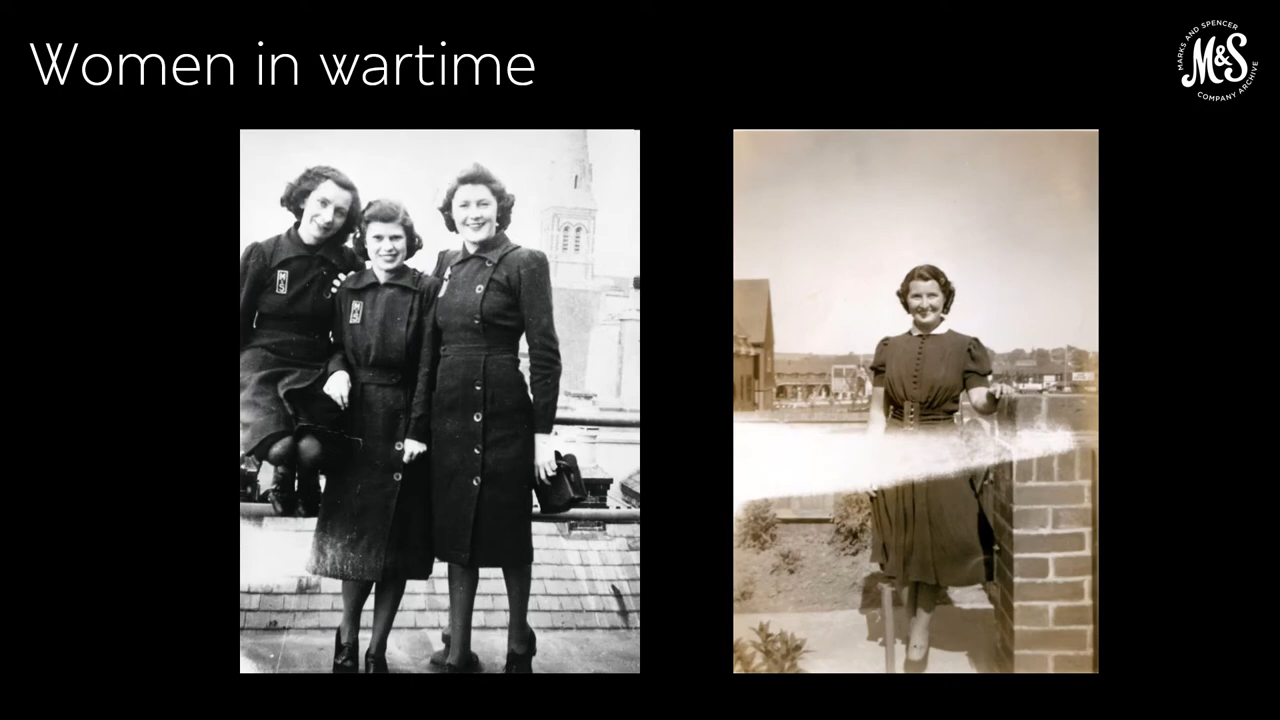 Women in wartime
MARKS AND SPENCER
M&S
COMPANY ARCHIVE
M
S
M
S